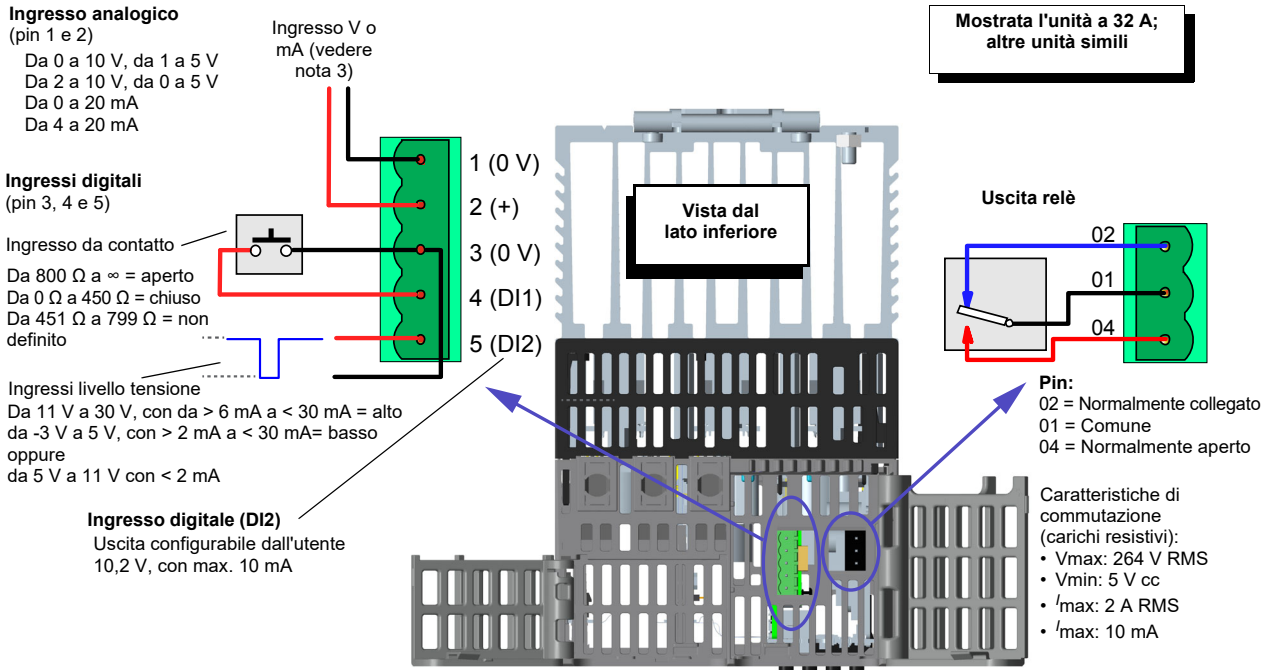 Ingresso analogico
(pin 1 e 2)
Da 0 a 10 V, da 1 a 5 V
Da 2 a 10 V, da 0 a 5 V
Da 0 a 20 mA
Da 4 a 20 mA
Ingresso V o
mA (vedere
nota 3)
Mostrata l'unità a 32 A;
altre unità simili
Ingressi digitali
(pin 3, 4 e 5)
Ingresso da contatto
Da 800 Ω a ∞ = aperto
Da 0 Ω a 450 Ω = chiuso
Da 451 Ω a 799 Ω = non
definito
Ingressi livello tensione
Da 11 V a 30 V, con da > 6 mA a < 30 mA = alto
da -3 V a 5 V, con > 2 mA a < 30 mA= basso
oppure
da 5 V a 11 V con < 2 mA
Ingresso digitale (DI2)
Uscita configurabile dall'utente
10,2 V, con max. 10 mA
1 (0 V)
2 (+)
3 (0 V)
4 (DI1)
5 (DI2)
Vista dal
lato inferiore
Uscita relè
02
01
04
Pin:
02 = Normalmente collegato
01 = Comune
04 = Normalmente aperto
Caratteristiche di
commutazione
(carichi resistivi):
• Vmax: 264 V RMS
• Vmin: 5 V cc
• Imax: 2 A RMS
• Imax: 10 mA